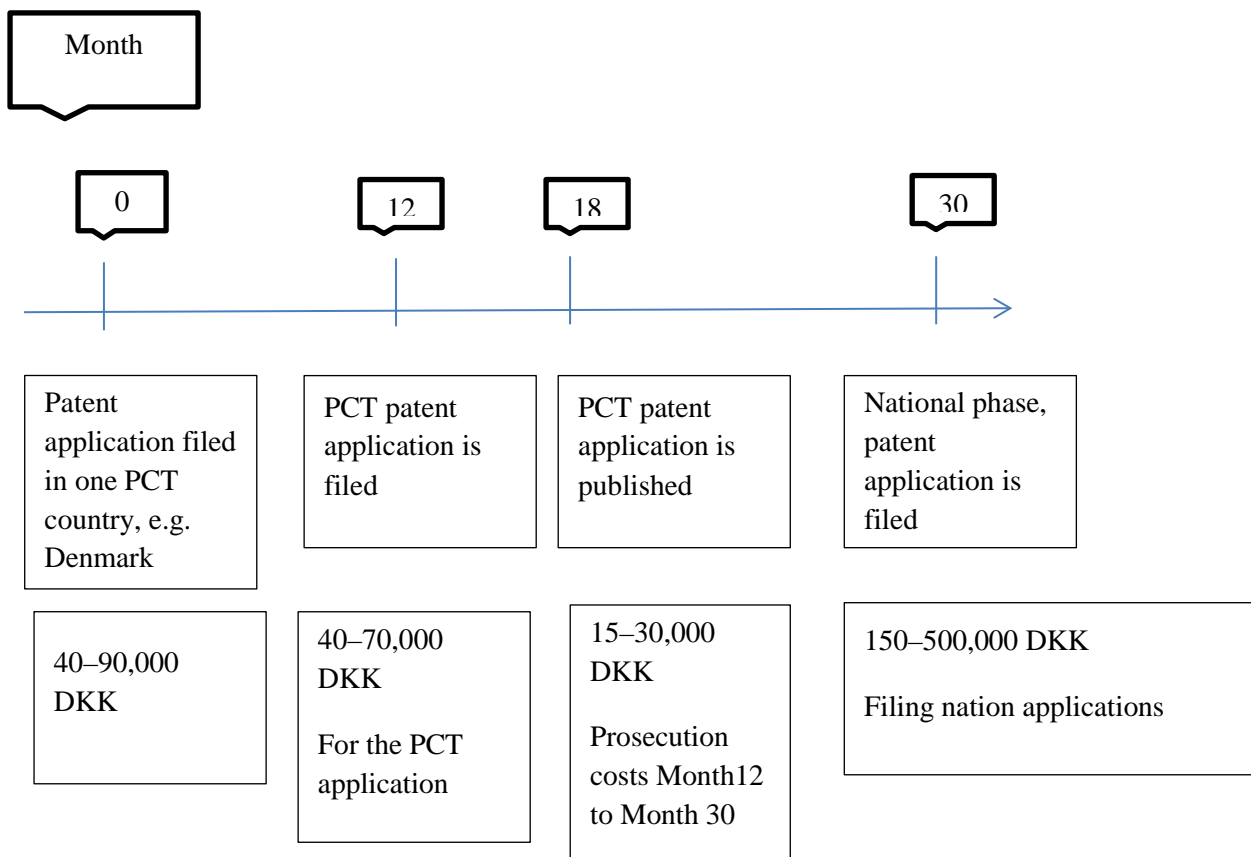 Month
0
12
18
30
Patent
application filed
in one PCT
country, e.g.
Denmark
PCT patent
application is
filed
PCT patent
application is
published
National phase,
patent
application is
filed
40–90,000
DKK
40–70,000
DKK
For the PCT
application
15–30,000
DKK
Prosecution
costs Month12
to Month 30
150–500,000 DKK
Filing nation applications